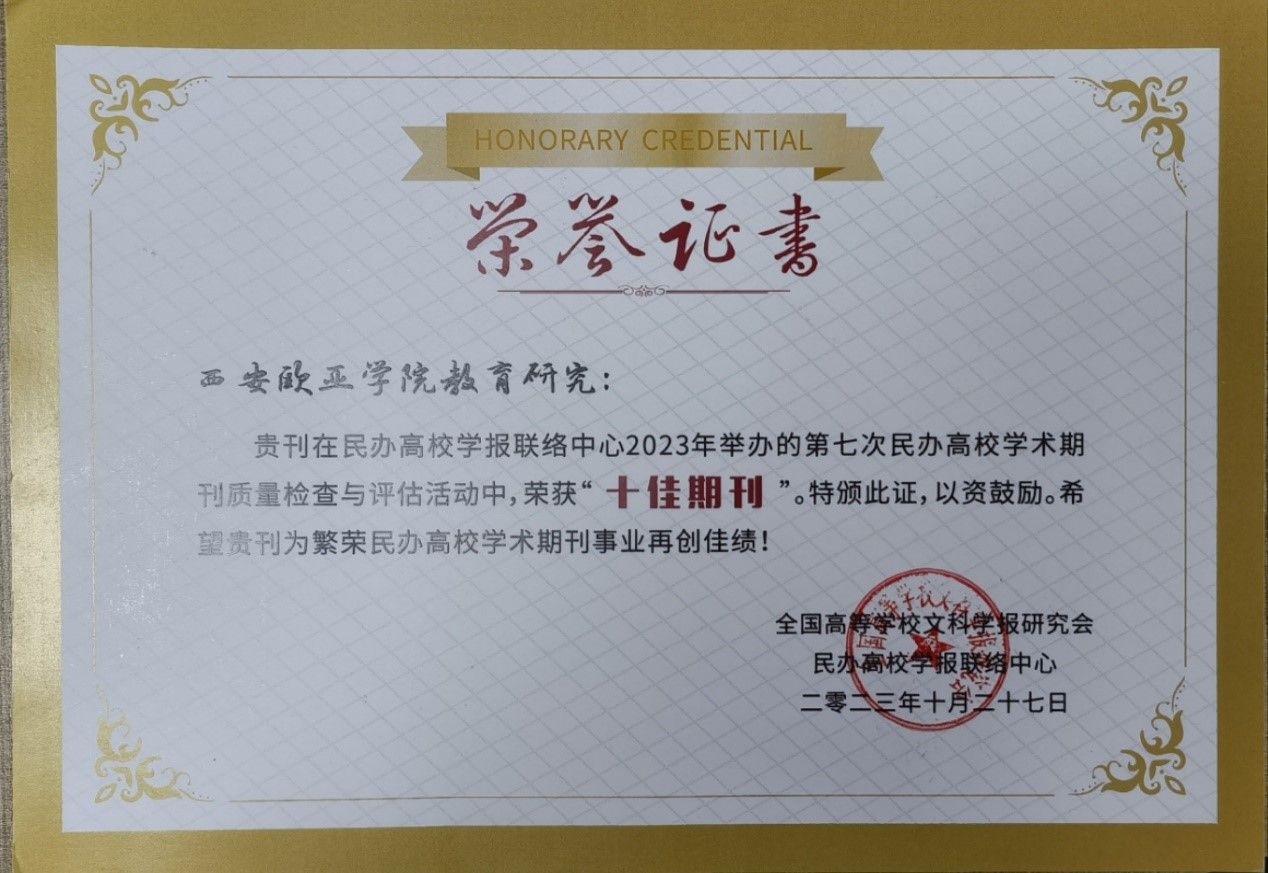 HONORARY CREDENTIAL
荣誉证书
西安欧亚学院教育研究：
贵刊在民办高校学报联络中心2023年举办的第七次民办高校学术期
刊质量检查与评估活动中，荣获“十佳期刊”。特颁此证，以资鼓励。希
望贵刊为繁荣民办高校学术期刊事业再创佳绩！
全国高等学校文科学报研究会
民办高校学报联络中心
二零二三年十月二十七日